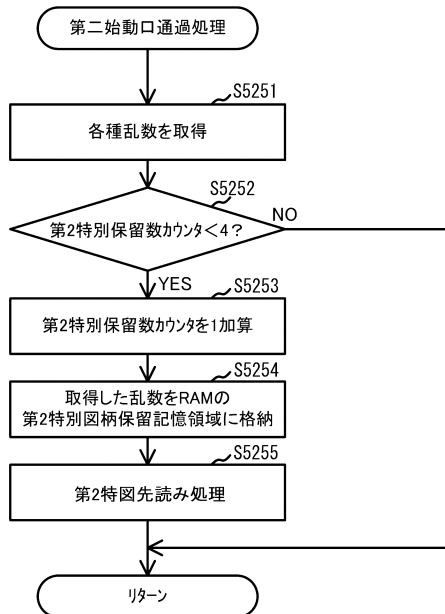 第二始動口通過処理
S5251
各種乱数を取得
S5252
第2特別保留数カウンタ<4?
NO
YES
S5253
第2特別保留数カウンタを1加算
S5254
取得した乱数をRAMの
第2特別図柄保留記憶領域に格納
S5255
第2特図先読み処理
リターン